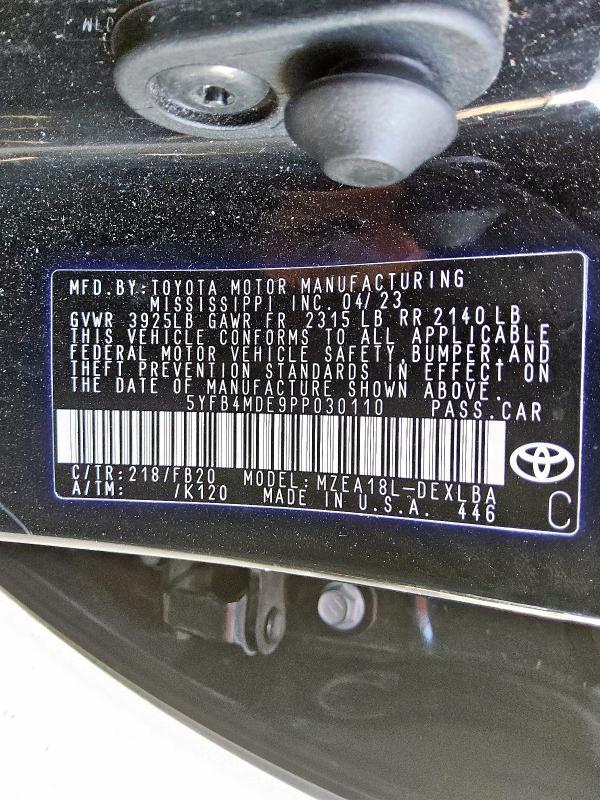 MFD.BY:TOYOTA MOTOR MANUFACTURING
MISSISSIPPI INC. 04/23
GVWR 3925LB GAWR FR 2315 LB RR 2140 LB
THIS VEHICLE CONFORMS TO ALL APPLICABLE
FEDERAL MOTOR VEHICLE SAFETY,BUMPER,AND
THEFT PREVENTION STANDARDS IN EFFECT ON
THE DATE OF MANUFACTURE SHOWN ABOVE.
5YFB4MDE9PP030110 PASS.CAR
C/TR:218/FB20 MODEL:MZEA18L-DEXLBA
A/TM: /K120 MADE IN U.S.A. 446
C